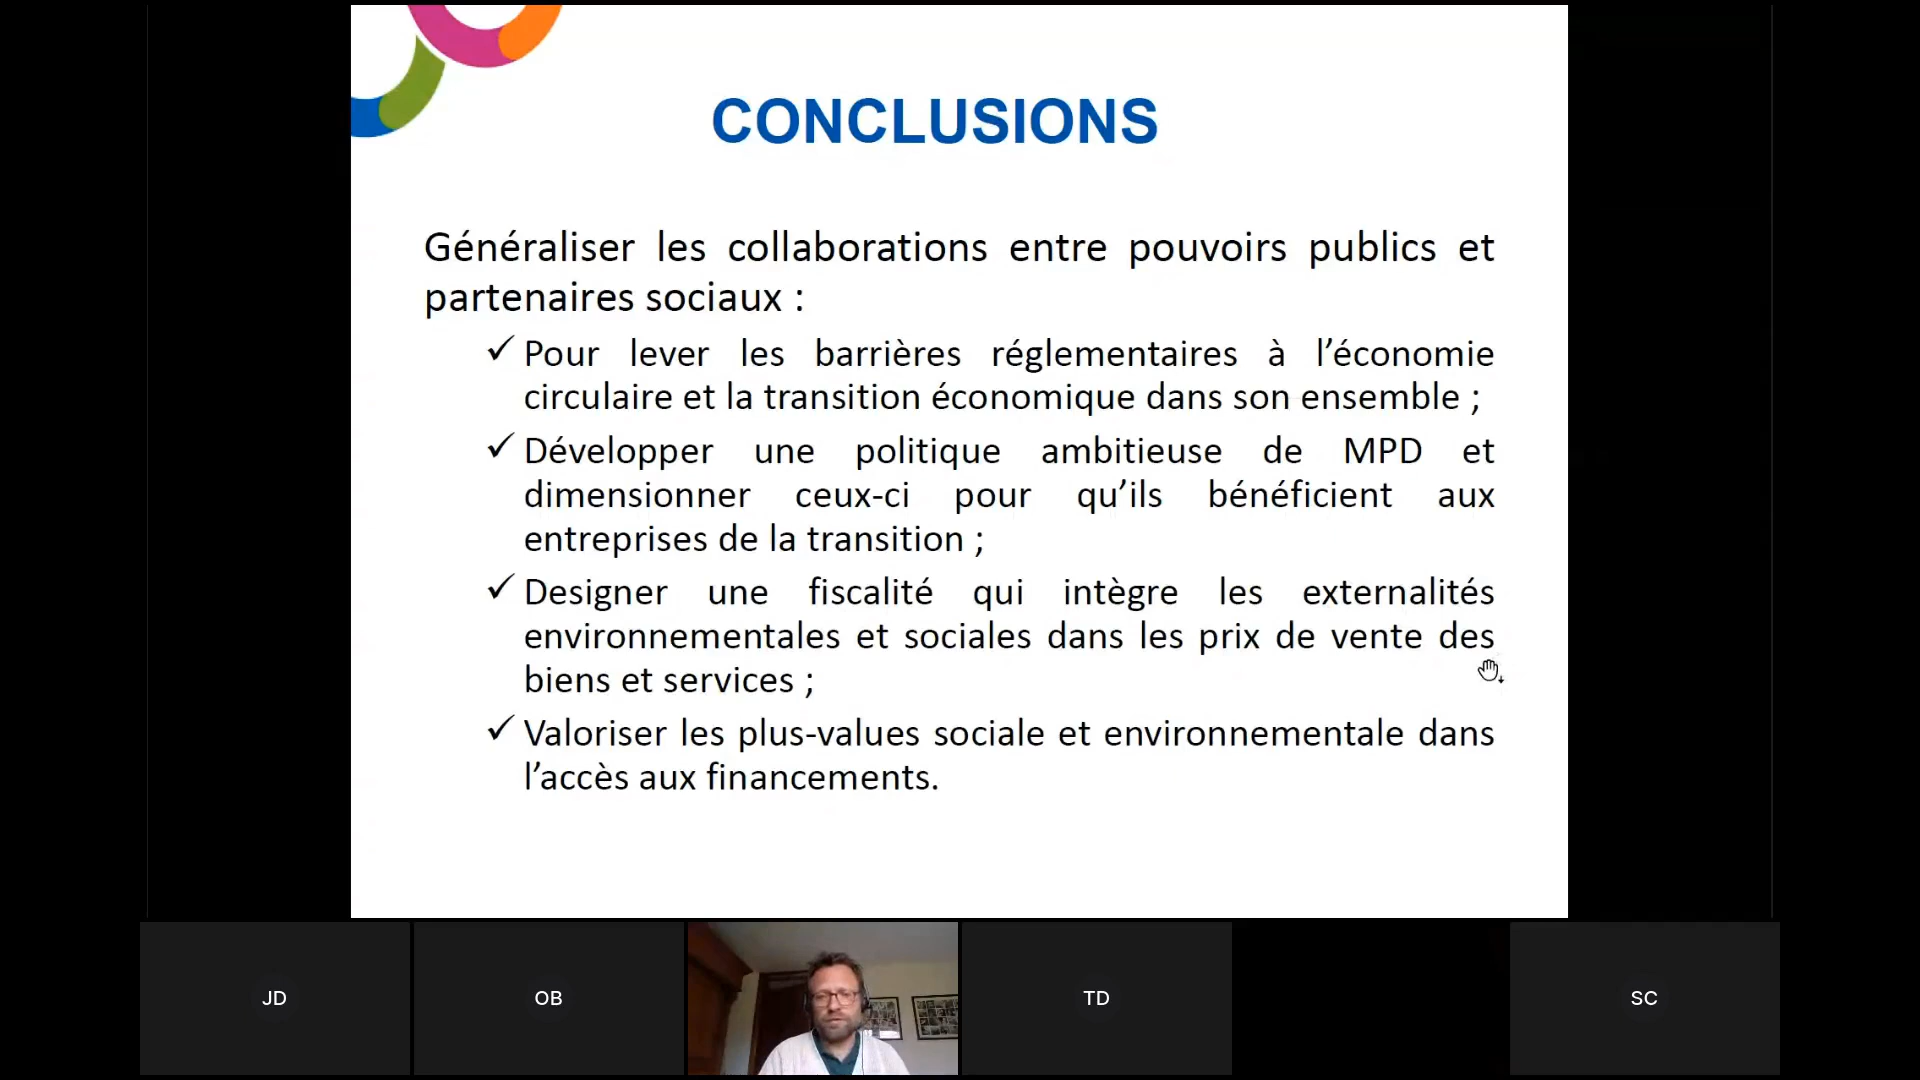 CONCLUSIONS
Généraliser les collaborations entre pouvoirs publics et
partenaires sociaux :
✓ Pour lever les barrières réglementaires à l’économie
circulaire et la transition économique dans son ensemble ;
✓ Développer une politique ambitieuse de MPD et
dimensionner ceux-ci pour qu’ils bénéficient aux
entreprises de la transition ;
✓ Designer une fiscalité qui intègre les externalités
environnementales et sociales dans les prix de vente des
biens et services ;
✓ Valoriser les plus-values sociale et environnementale dans
l’accès aux financements.
JD
OB
TD
SC